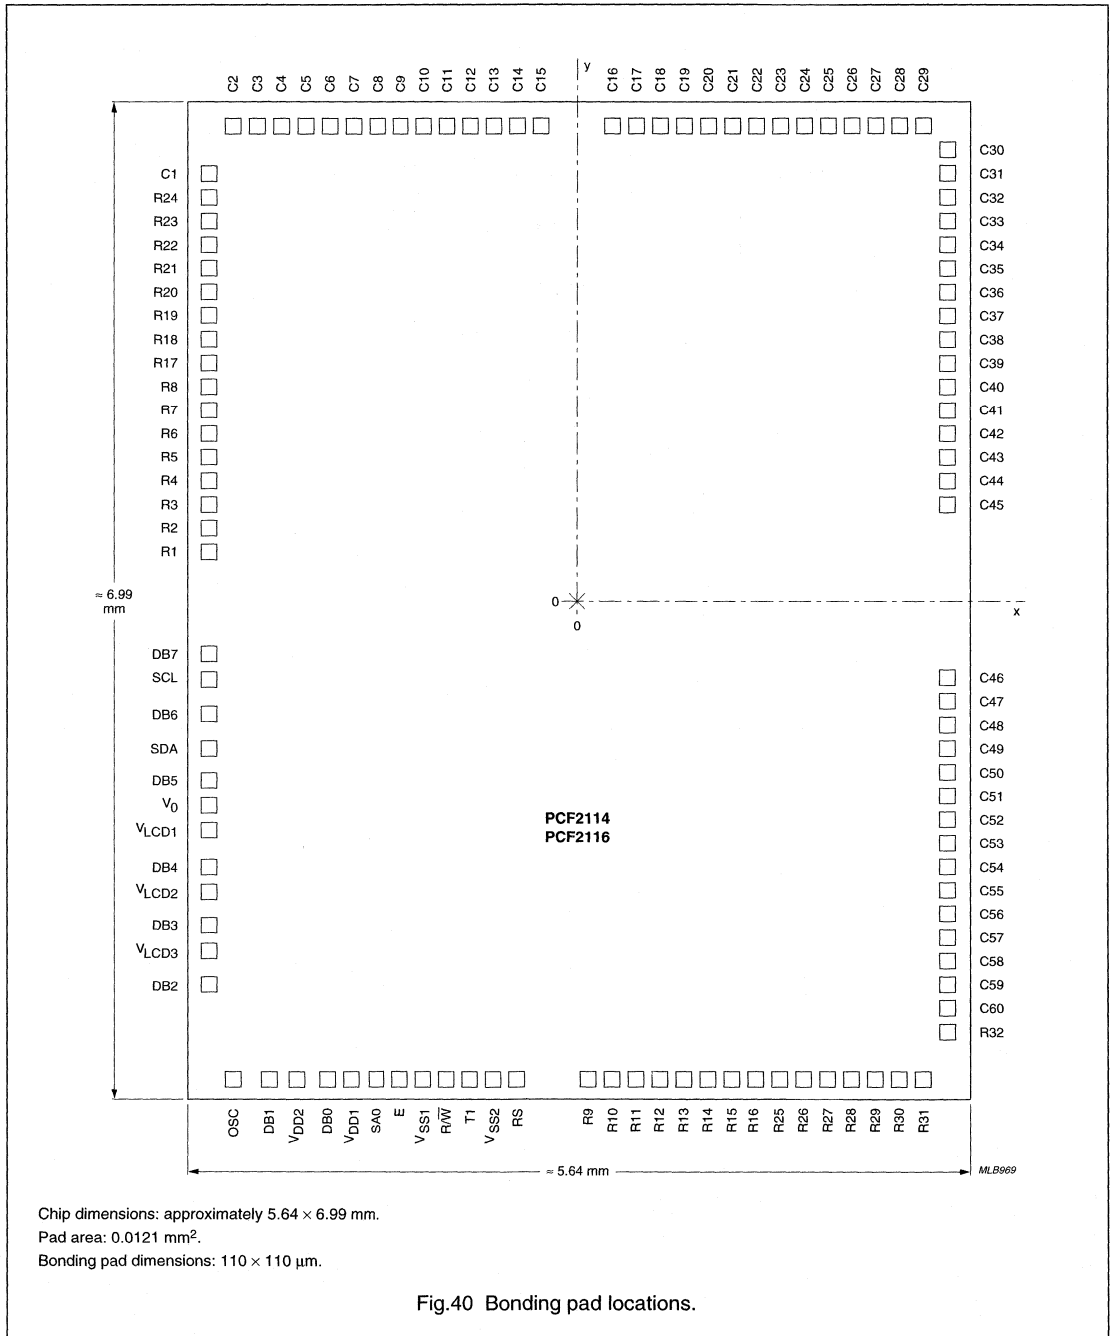 C2 C3 C4 C5 C6 C7 C8 C9 C10 C11 C12 C13 C14 C15 y C16 C17 C18 C19 C20 C21 C22 C23 C24 C25 C26 C27 C28 C29
C30
C1 C31
R24 C32
R23 C33
R22 C34
R21 C35
R20 C36
R19 C37
R18 C38
R17 C39
R8 C40
R7 C41
R6 C42
R5 C43
R4 C44
R3 C45
R2
R1
≈ 6.99
mm
0 x
0
DB7
SCL C46
C47
DB6
C48
SDA C49
C50
DB5
V0 C51
C52
VLCD1
PCF2114
PCF2116
C53
DB4 C54
VLCD2 C55
C56
DB3
C57
VLCD3
C58
DB2 C59
C60
R32
OSC DB1 VDD2 DB0 VDD1 SA0 E VSS1 R/W̅ T1 VSS2 RS R9 R10 R11 R12 R13 R14 R15 R16 R25 R26 R27 R28 R29 R30 R31
≈ 5.64 mm MLB969
Chip dimensions: approximately 5.64 × 6.99 mm.
Pad area: 0.0121 mm².
Bonding pad dimensions: 110 × 110 µm.
Fig.40 Bonding pad locations.